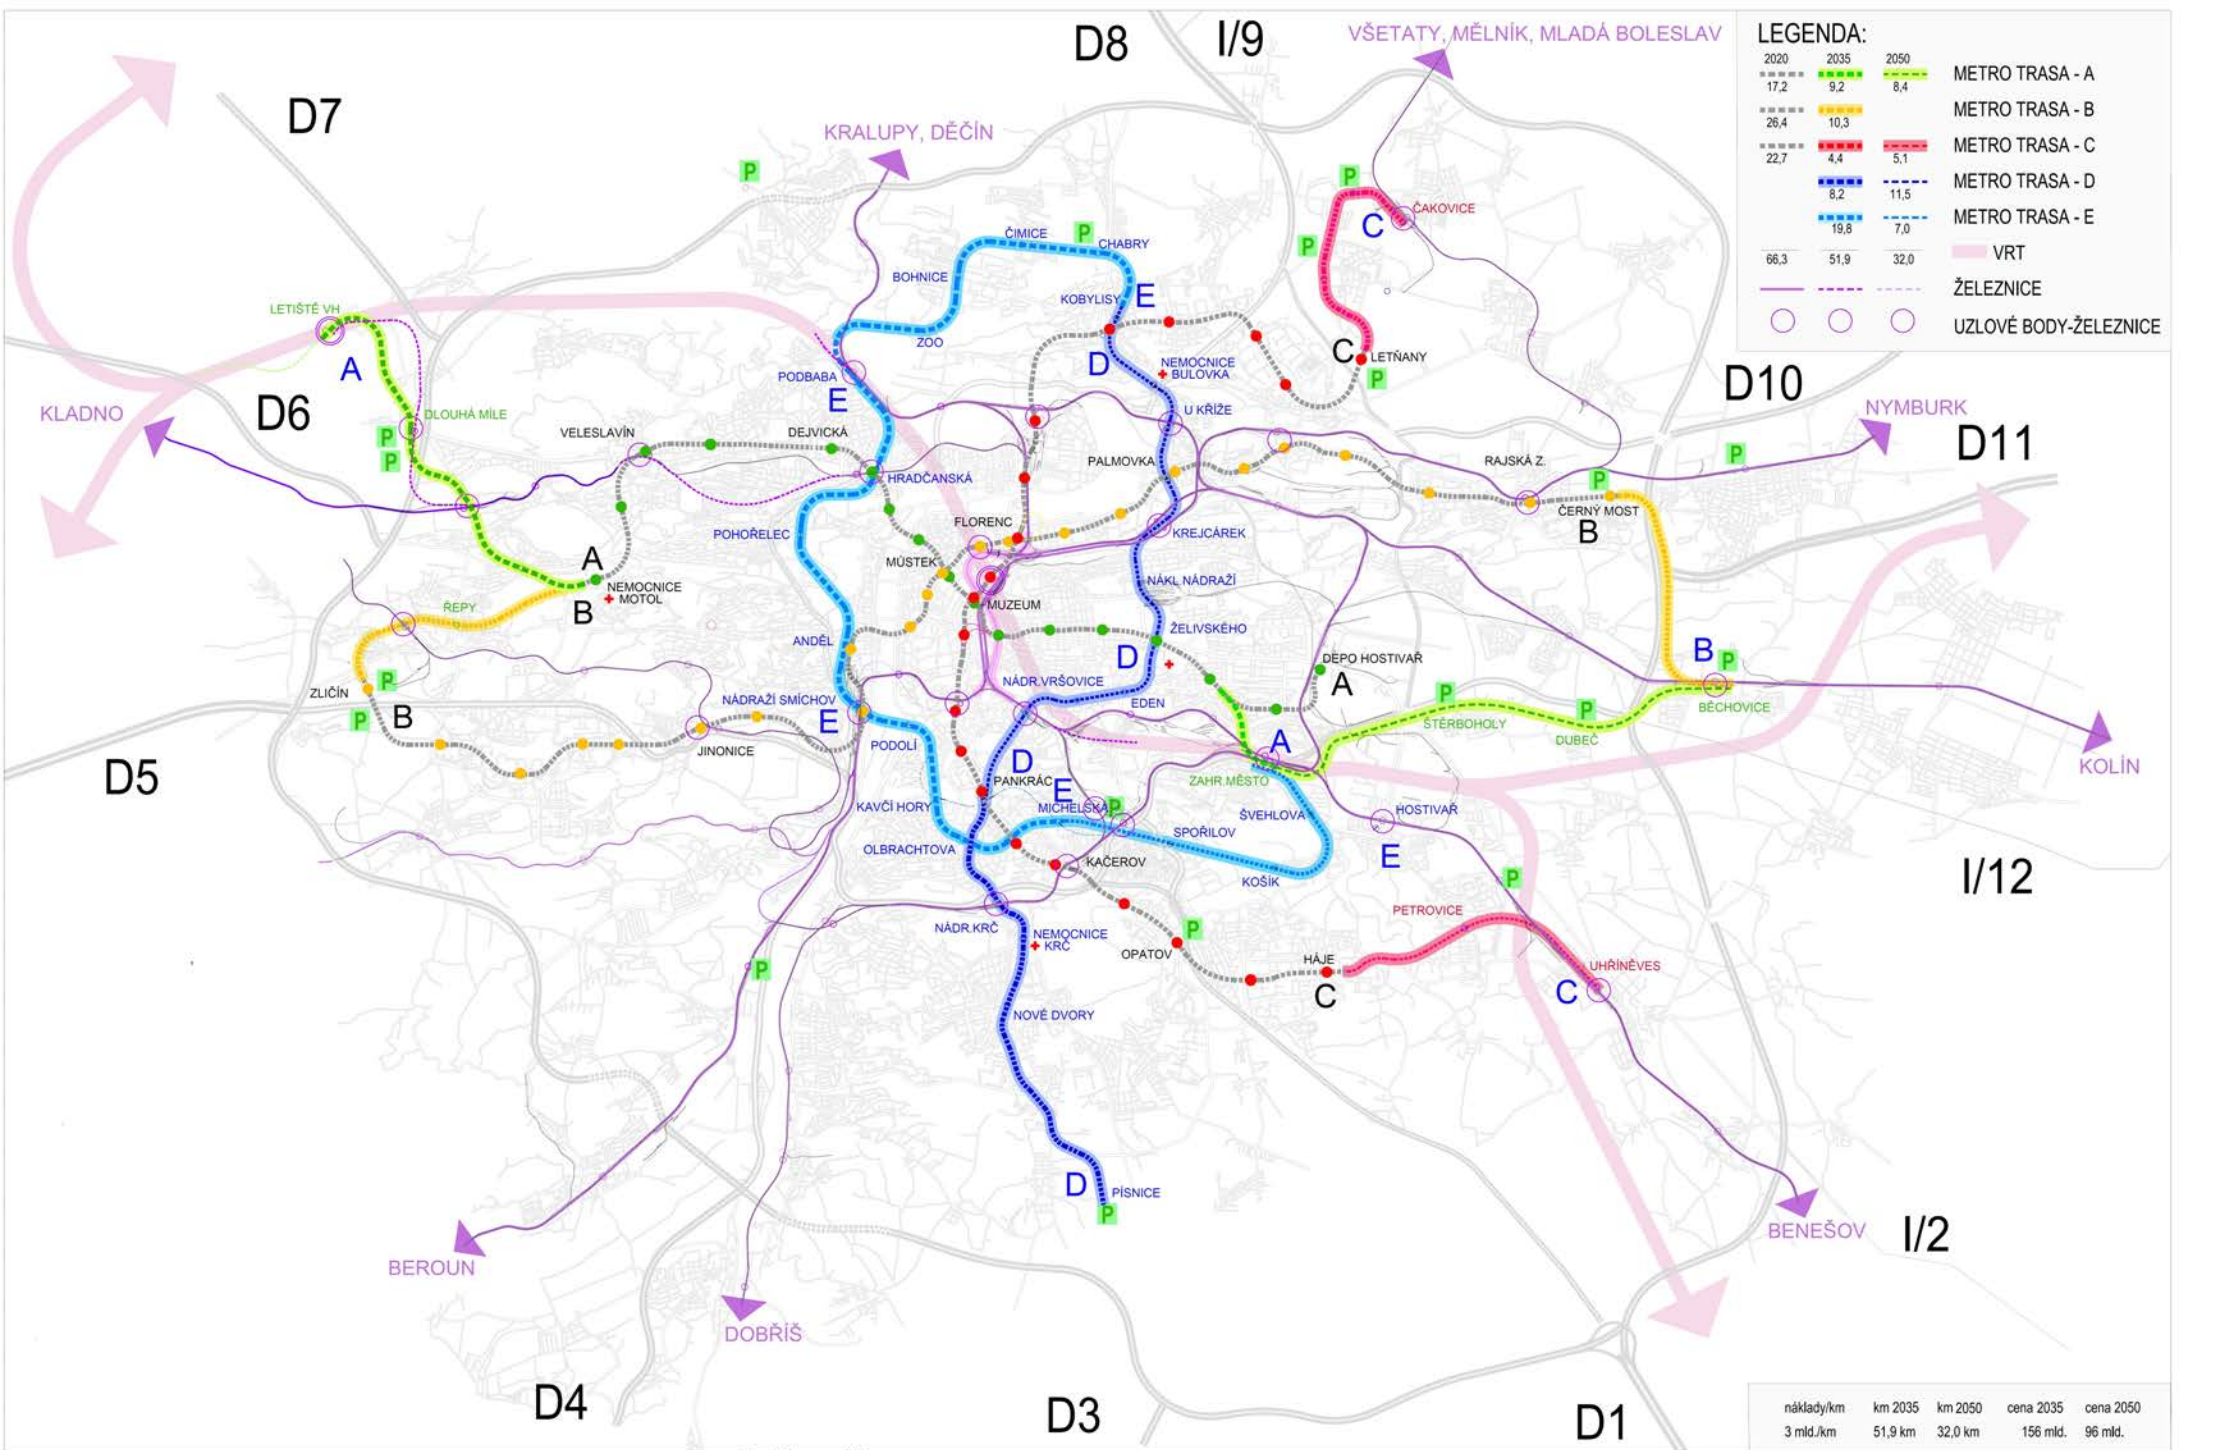 D8
I/9
VŠETATY, MĚLNÍK, MLADÁ BOLESLAV
LEGENDA:
2020 2035 2050
METRO TRASA - A
17,2 9,2 8,4
METRO TRASA - B
26,4 10,3
METRO TRASA - C
22,7 4,4 5,1
METRO TRASA - D
8,2 11,5
METRO TRASA - E
19,8 7,0
66,3 51,9 32,0
VRT
ŽELEZNICE
UZLOVÉ BODY-ŽELEZNICE
D7
KRALUPY, DĚČÍN
P
P
ČAKOVICE
C
ČIMICE
P
CHABRY
P
BOHNICE
KOBYLISY
E
LETIŠTĚ VH
ZOO
A
D
NEMOCNICE
BULOVKA
C
LETŇANY
P
PODBABA
E
D10
D6
KLADNO
DLOUHÁ MÍLE
P
P
VELESLAVÍN
DEJVICKÁ
U KŘÍŽE
NYMBURK
D11
PALMOVKA
RAJSKÁ Z.
P
P
HRADČANSKÁ
ČERNÝ MOST
B
FLORENC
POHOŘELEC
KREJCÁREK
MŮSTEK
A
NEMOCNICE
MOTOL
B
NÁKL.NÁDRAŽÍ
ŘEPY
MUZEUM
ANDĚL
ŽELIVSKÉHO
D
DEPO HOSTIVAŘ
A
B
P
ZLIČÍN
P
P
B
NÁDRAŽÍ SMÍCHOV
E
NÁDR.VRŠOVICE
EDEN
P
ŠTĚRBOHOLY
P
DUBEČ
BĚCHOVICE
JINONICE
PODOLÍ
A
D
ZAHR.MĚSTO
KOLÍN
D5
PANKRÁC
E
KAVČÍ HORY
MICHELSKÁ
P
ŠVEHLOVA
HOSTIVAŘ
SPOŘILOV
OLBRACHTOVA
E
KAČEROV
KOŠÍK
I/12
P
PETROVICE
NÁDR.KRČ
NEMOCNICE
KRČ
P
OPATOV
HÁJE
C
UHŘÍNĚVES
C
P
NOVÉ DVORY
D
PÍSNICE
P
BENEŠOV
I/2
BEROUN
DOBŘÍŠ
D4
D3
D1
náklady/km km 2035 km 2050 cena 2035 cena 2050
3 mld./km 51,9 km 32,0 km 156 mld. 96 mld.